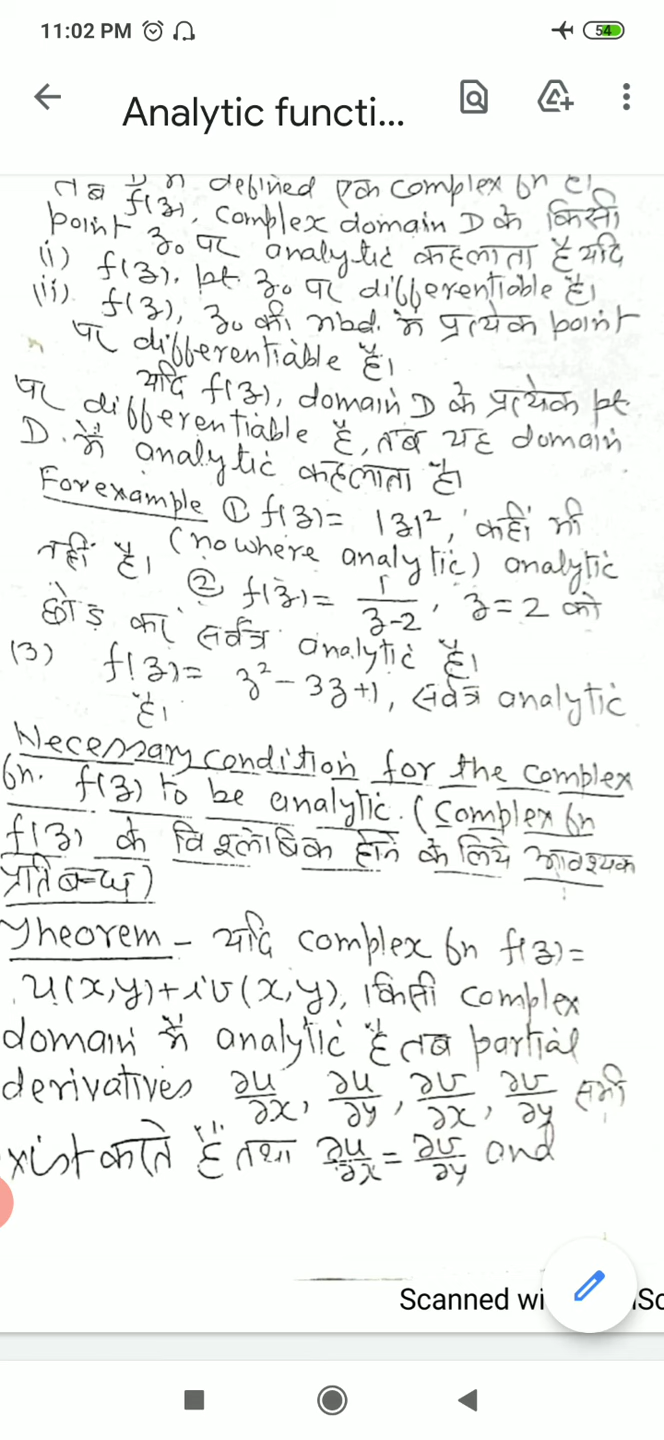 11:02 PM
54
Analytic functi...
तब D में defined एक complex fn है।
f(z), complex domain D के किसी
point z₀ पर analytic कहलाता है यदि
(i) f(z), pt. z₀ पर differentiable है।
(ii) f(z), z₀ की nbd. में प्रत्येक point
पर differentiable है।
यदि f(z), domain D के प्रत्येक pt.
पर differentiable है, तब यह domain
D. में analytic कहलाता है।
For example ① f(z) = |z|², कहीं भी
नहीं है। (no where analytic) analytic
② f(z) = 1/z-2, z=2 को
छोड़ कर सर्वत्र analytic है।
(3) f(z) = z² - 3z+1, सर्वत्र analytic
है।
Necessary condition for the complex
fn. f(z) to be analytic. (Complex fn
f(z) के विश्लेषिक होने के लिये आवश्यक
प्रतिबन्ध)
Theorem - यदि complex fn f(z) =
u(x,y)+iv(x,y), किसी complex
domain में analytic है तब partial
derivatives ∂u/∂x, ∂u/∂y, ∂v/∂x, ∂v/∂y सभी
xist करते हैं तथा ∂u/∂x = ∂v/∂y and
Scanned wi